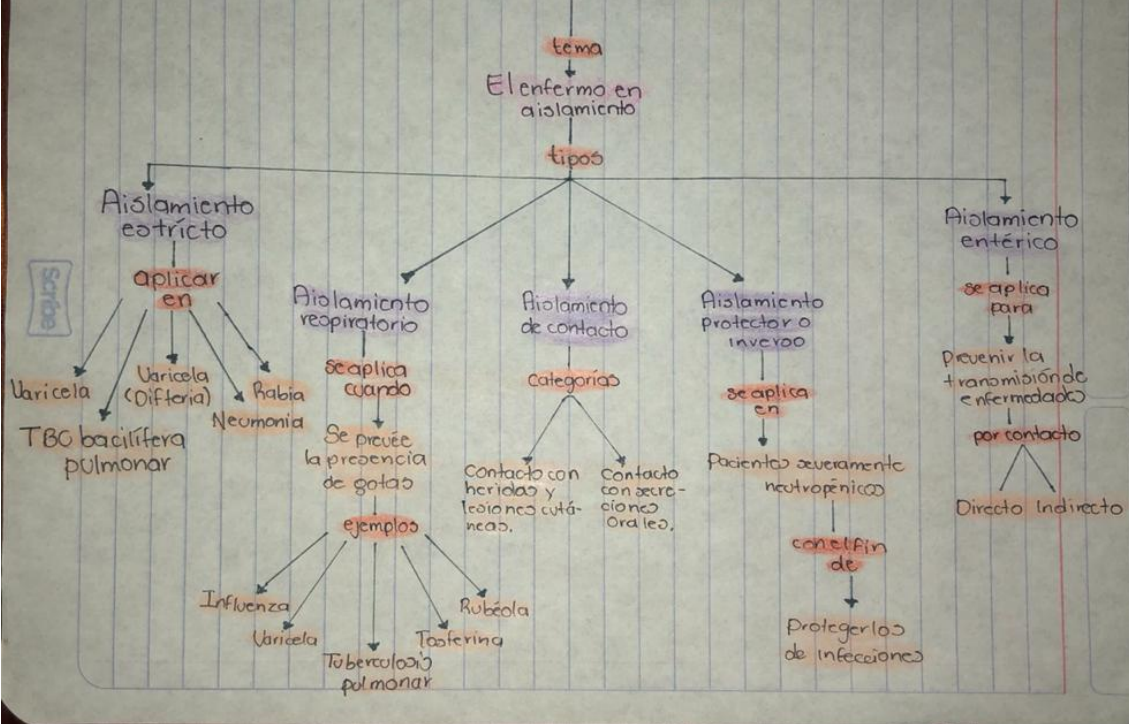 tema
El enfermo en
aislamiento
tipos
Aislamiento
estrícto
aplicar
en
Varicela
TBC bacilífera
pulmonar
Varicela
(Difteria)
Neumonia
Rabia
Aislamiento
respiratorio
se aplica
cuando
Se prevée
la presencia
de gotas
ejemplos
Influenza
Varicela
Tuberculosis
pulmonar
Tosferina
Rubéola
Aislamiento
de contacto
categorías
Contacto con
heridas y
lesiones cutá-
neas.
Contacto
con secre-
ciones
Orales.
Aislamiento
protector o
inverso
se aplica
en
Pacientes severamente
neutropénicos
con el fin
de
Protegerlos
de infecciones
Aislamiento
entérico
se aplica
para
Prevenir la
transmisión de
enfermedades
por contacto
Directo Indirecto
Scribe